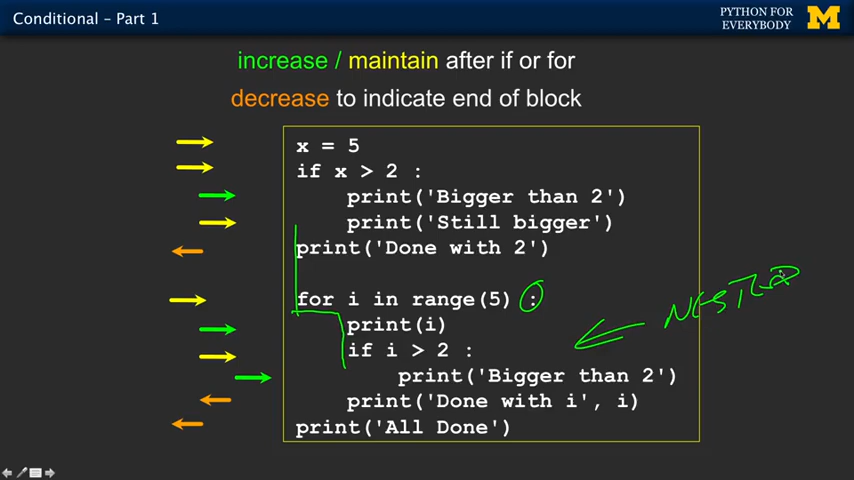 Conditional – Part 1
PYTHON FOR
EVERYBODY
M
increase / maintain after if or for
decrease to indicate end of block
x = 5
if x > 2 :
    print('Bigger than 2')
    print('Still bigger')
print('Done with 2')
for i in range(5) :
    print(i)
    if i > 2 :
        print('Bigger than 2')
    print('Done with i', i)
print('All Done')
NESTED